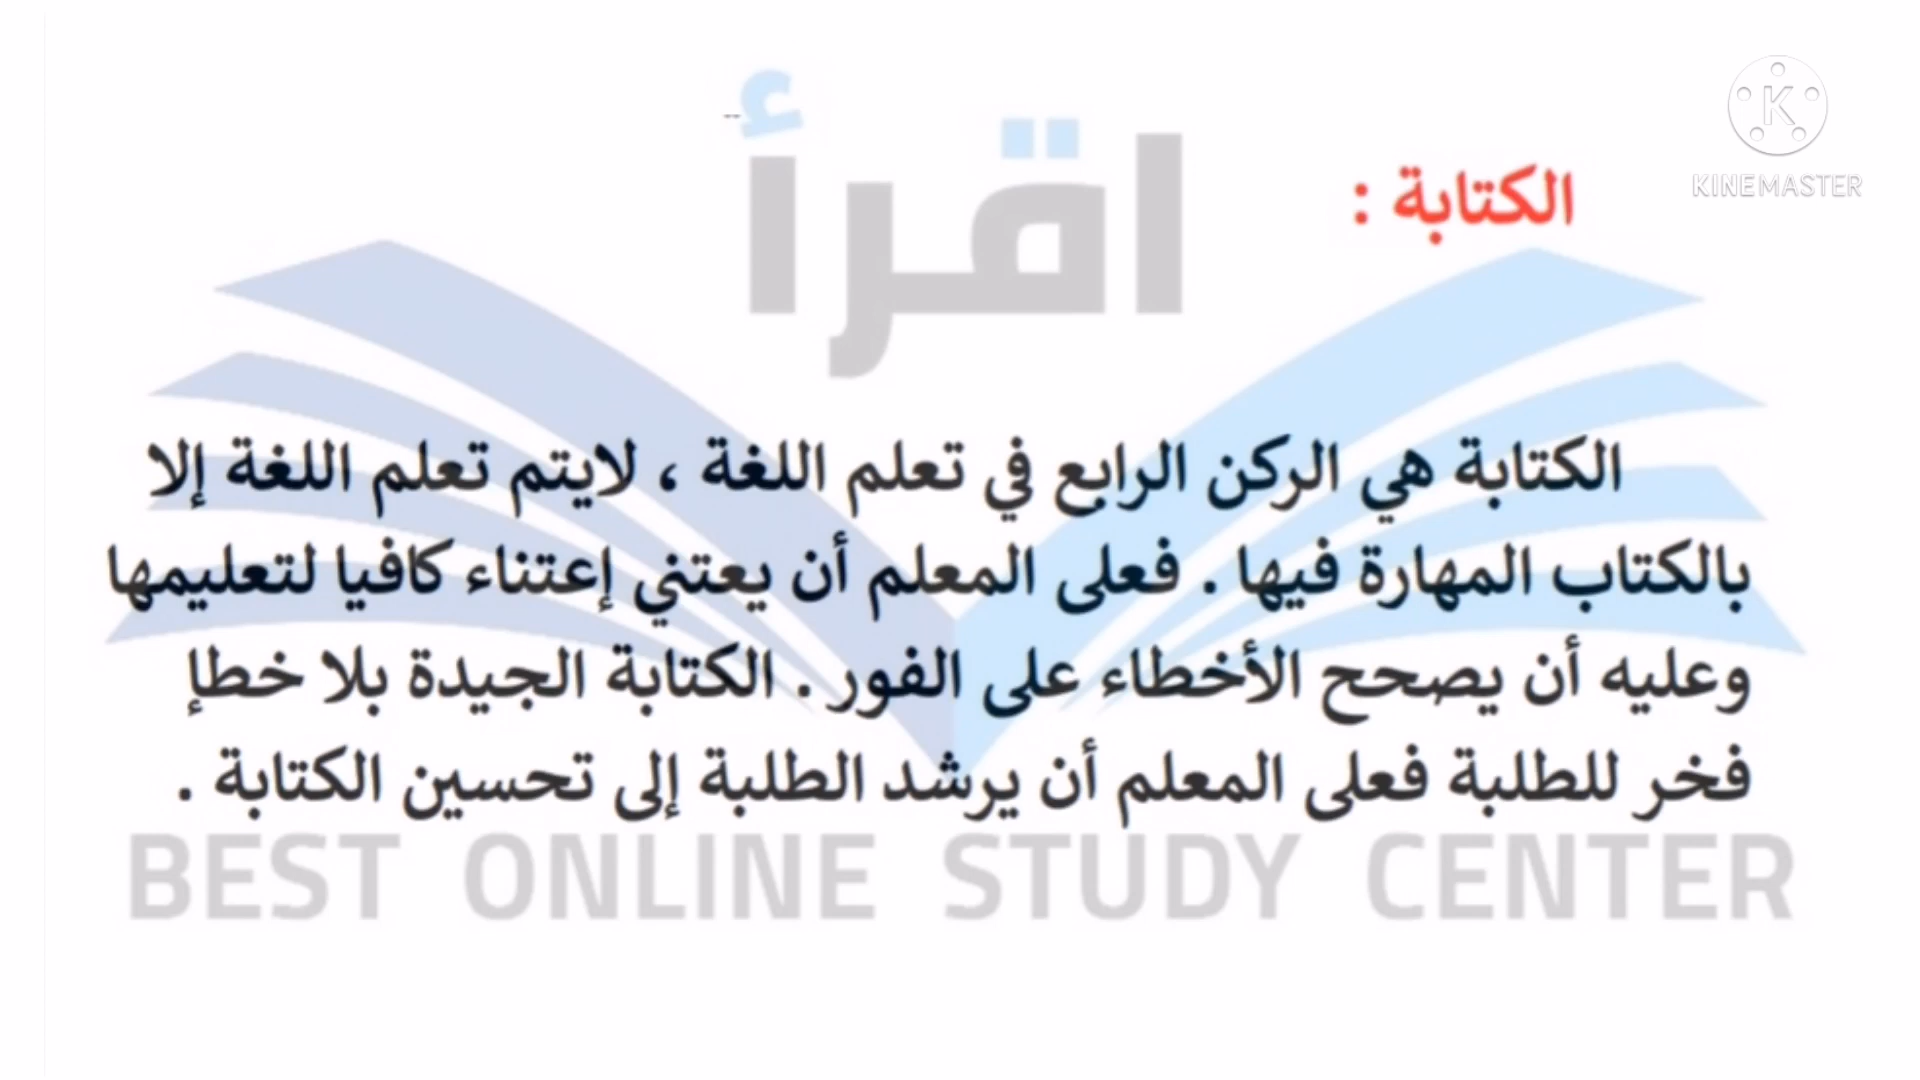 اقرأ
KINEMASTER
الكتابة :
الكتابة هي الركن الرابع في تعلم اللغة ، لايتم تعلم اللغة إلا
بالكتاب المهارة فيها . فعلى المعلم أن يعتني إعتناء كافيا لتعليمها
وعليه أن يصحح الأخطاء على الفور . الكتابة الجيدة بلا خطإ
فخر للطلبة فعلى المعلم أن يرشد الطلبة إلى تحسين الكتابة .
BEST ONLINE STUDY CENTER